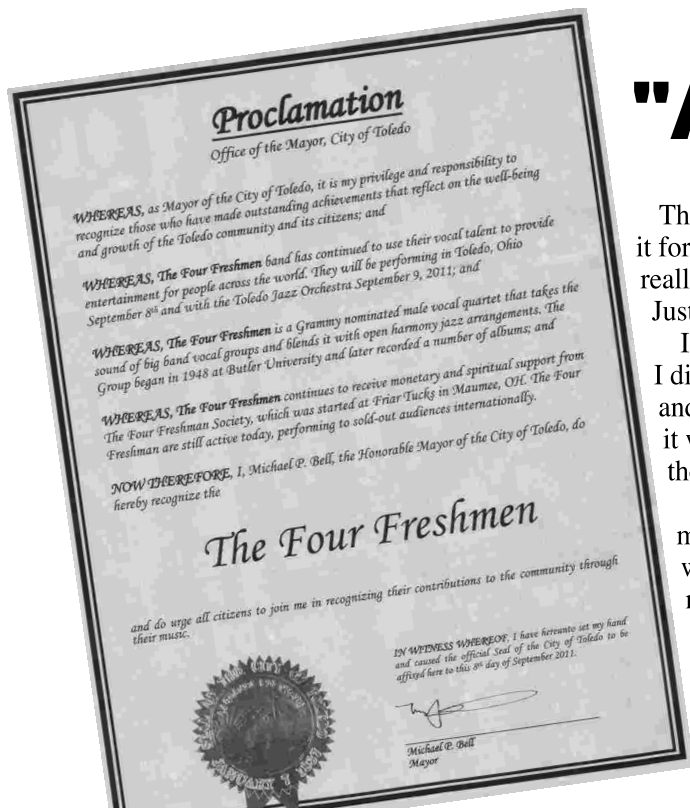 Proclamation
Office of the Mayor, City of Toledo
WHEREAS, as Mayor of the City of Toledo, it is my privilege and responsibility to
recognize those who have made outstanding achievements that reflect on the well-being
and growth of the Toledo community and its citizens; and
WHEREAS, The Four Freshmen band has continued to use their vocal talent to provide
entertainment for people across the world. They will be performing in Toledo, Ohio
September 8th and with the Toledo Jazz Orchestra September 9, 2011; and
WHEREAS, The Four Freshmen is a Grammy nominated male vocal quartet that takes the
sound of big band vocal groups and blends it with open harmony jazz arrangements. The
Group began in 1948 at Butler University and later recorded a number of albums; and
WHEREAS, The Four Freshmen continues to receive monetary and spiritual support from
The Four Freshman Society, which was started at Friar Tucks in Maumee, OH. The Four
Freshman are still active today, performing to sold-out audiences internationally.
NOW THEREFORE, I, Michael P. Bell, the Honorable Mayor of the City of Toledo, do
hereby recognize the
The Four Freshmen
and do urge all citizens to join me in recognizing their contributions to the community through
their music.
IN WITNESS WHEREOF, I have hereunto set my hand
and caused the official Seal of the City of Toledo to be
affixed here to this 8th day of September 2011.
Michael P. Bell
Mayor
JANUARY 7 1837
"A
Th
it for
reall
Just
I
I di
and
it v
the
m
v
r